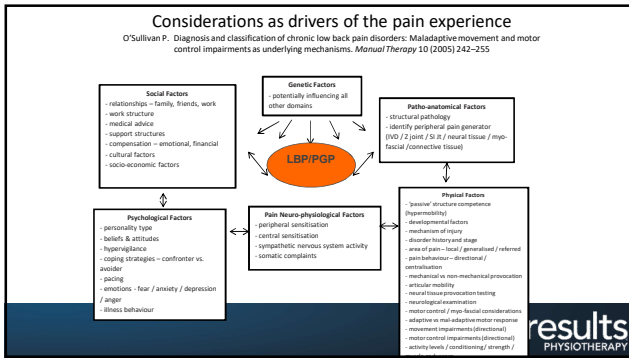 Considerations as drivers of the pain experience
O'Sullivan P. Diagnosis and classification of chronic low back pain disorders: Maladaptive movement and motor
control impairments as underlying mechanisms. Manual Therapy 10 (2005) 242–255
Social Factors
- relationships – family, friends, work
- work structure
- medical advice
- support structures
- compensation – emotional, financial
- cultural factors
- socio-economic factors
Genetic Factors
- potentially influencing all
other domains
Patho-anatomical Factors
- structural pathology
- identify peripheral pain generator
(IVD / Z joint / SI Jt / neural tissue / myo-
fascial /connective tissue)
LBP/PGP
Psychological Factors
- personality type
- beliefs & attitudes
- hypervigilance
- coping strategies – confronter vs.
avoider
- pacing
- emotions - fear / anxiety / depression
/ anger
- illness behaviour
Pain Neuro-physiological Factors
- peripheral sensitisation
- central sensitisation
- sympathetic nervous system activity
- somatic complaints
Physical Factors
- 'passive' structure competence
(hypermobility)
- developmental factors
- mechanism of injury
- disorder history and stage
- area of pain – local / generalised / referred
- pain behaviour – directional /
centralisation
- mechanical vs non-mechanical provocation
- articular mobility
- neural tissue provocation testing
- neurological examination
- motor control / myo-fascial considerations
- adaptive vs mal-adaptive motor response
- movement impairments (directional)
- motor control impairments (directional)
- activity levels / conditioning / strength /
results
PHYSIOTHERAPY